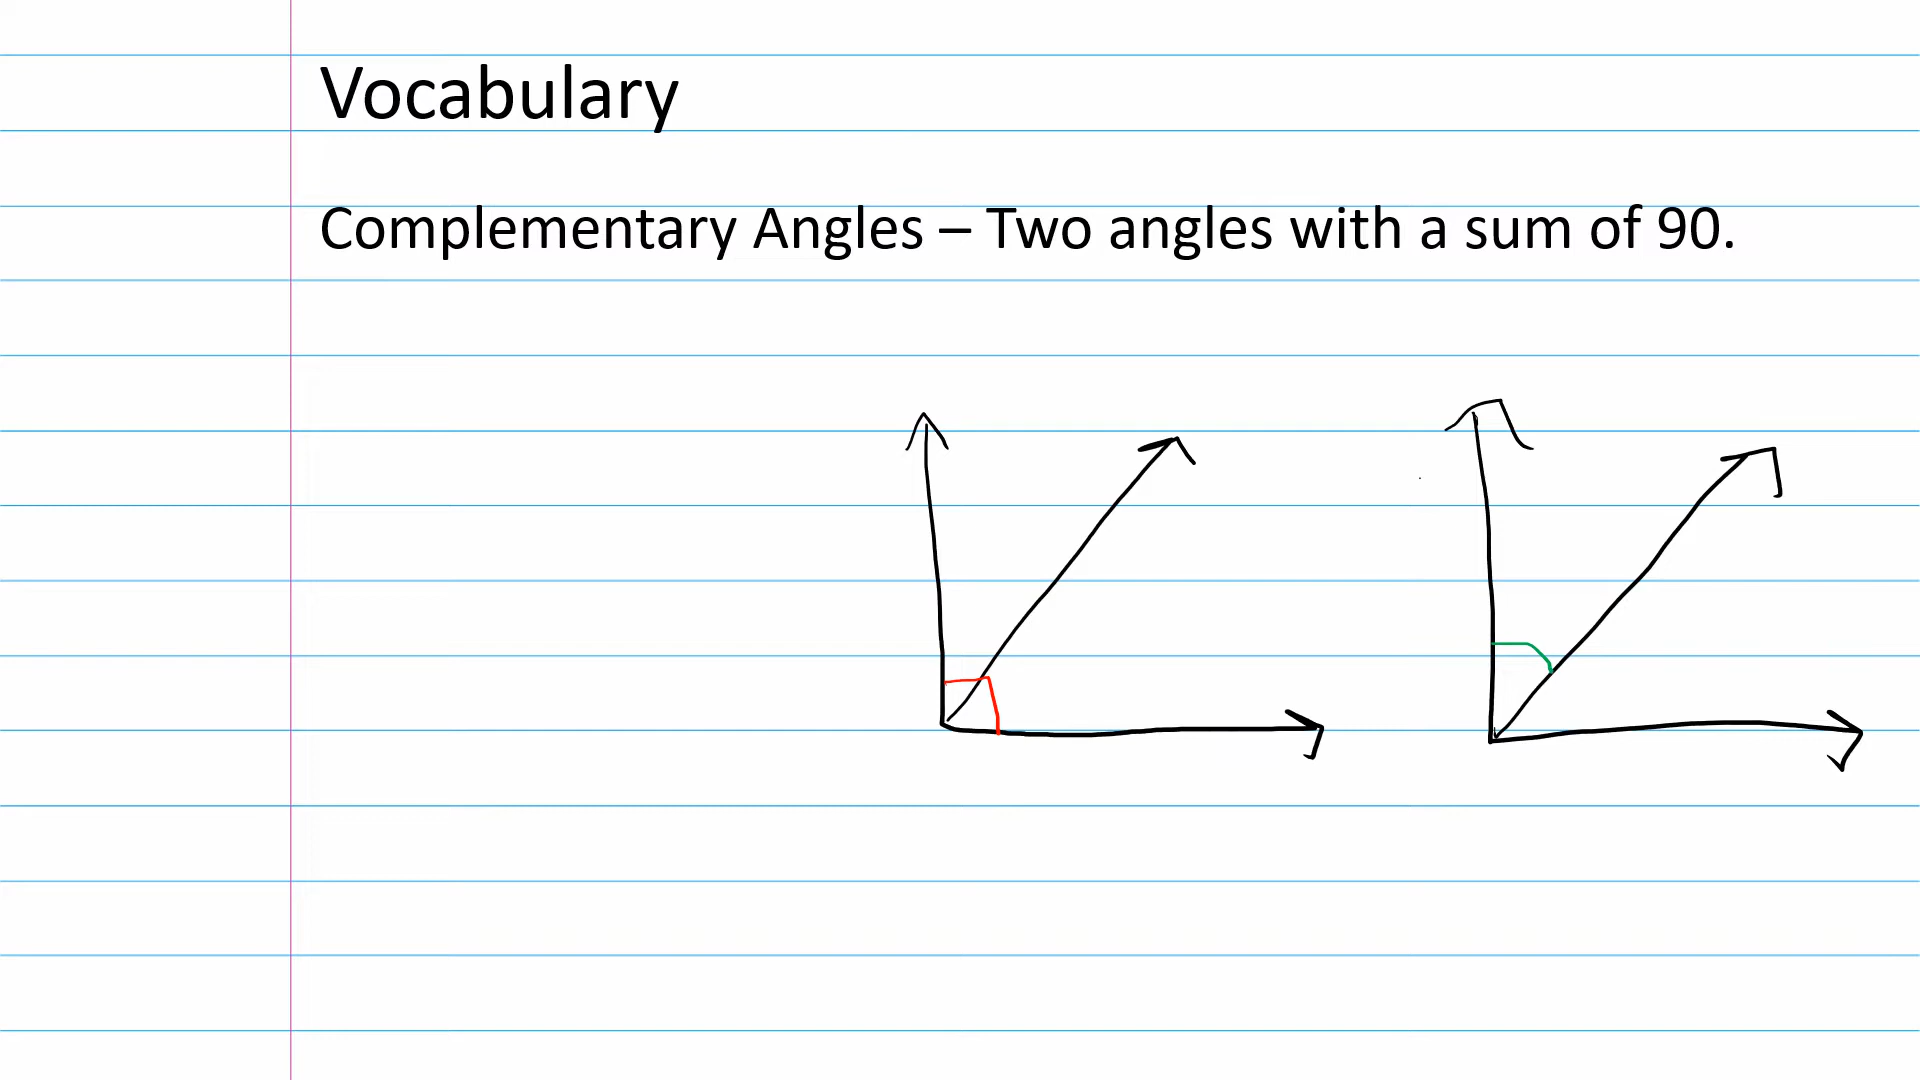 Vocabulary
Complementary Angles – Two angles with a sum of 90.